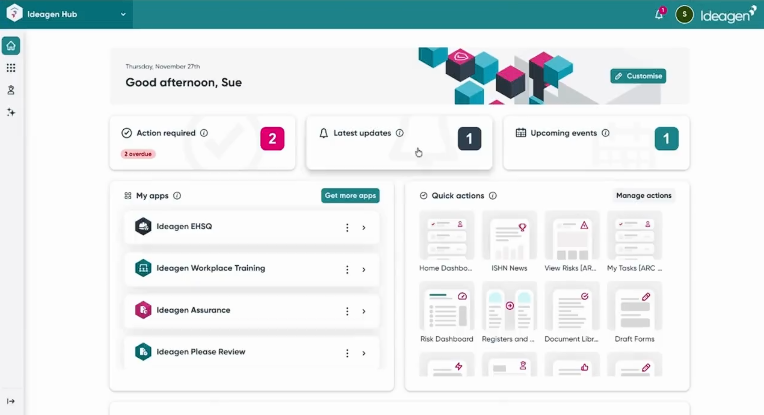 Ideagen Hub
1
S
Ideagen
Thursday, November 27th
Good afternoon, Sue
Customise
Action required
2
2 overdue
Latest updates
1
Upcoming events
1
My apps
Get more apps
Ideagen EHSQ
Ideagen Workplace Training
Ideagen Assurance
Ideagen Please Review
Quick actions
Manage actions
Home Dashbo...
ISHN News
View Risks [AR...
My Tasks [ARC ...
Risk Dashboard
Registers and ...
Document Libr...
Draft Forms